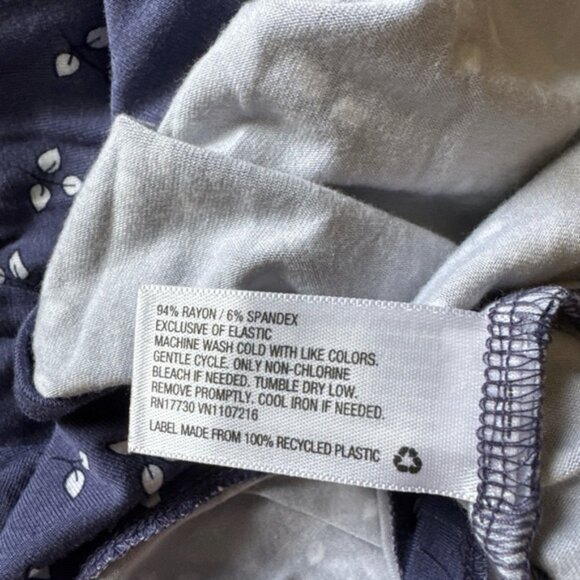 94% RAYON / 6% SPANDEX
EXCLUSIVE OF ELASTIC
MACHINE WASH COLD WITH LIKE COLORS.
GENTLE CYCLE. ONLY NON-CHLORINE
BLEACH IF NEEDED. TUMBLE DRY LOW.
REMOVE PROMPTLY. COOL IRON IF NEEDED.
RN17730 VN1107216
LABEL MADE FROM 100% RECYCLED PLASTIC